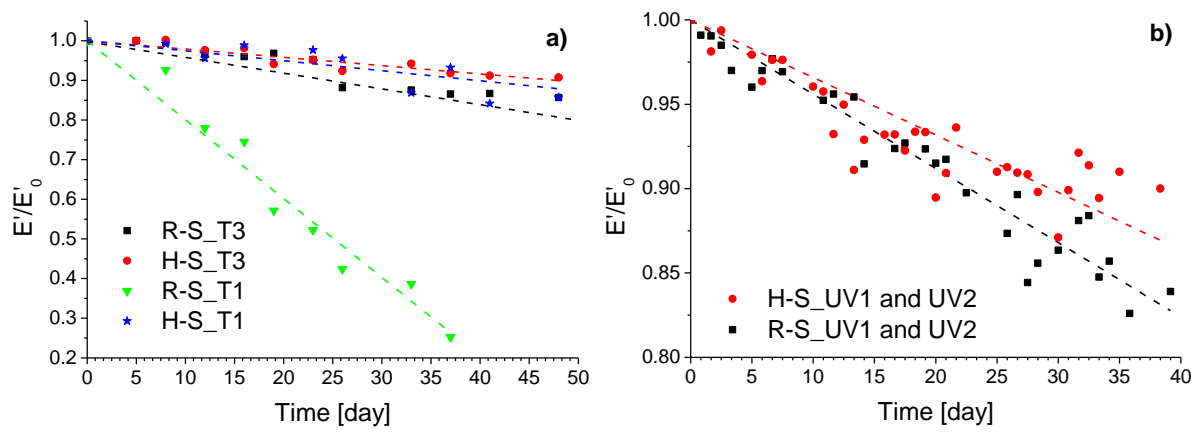 a)
1.0
0.9
0.8
0.7
0.6
0.5
0.4
0.3
0.2
E'/E'0
R-S_T3
H-S_T3
R-S_T1
H-S_T1
0 5 10 15 20 25 30 35 40 45 50
Time [day]
b)
1.00
0.95
0.90
0.85
0.80
E'/E'0
H-S_UV1 and UV2
R-S_UV1 and UV2
0 5 10 15 20 25 30 35 40
Time [day]